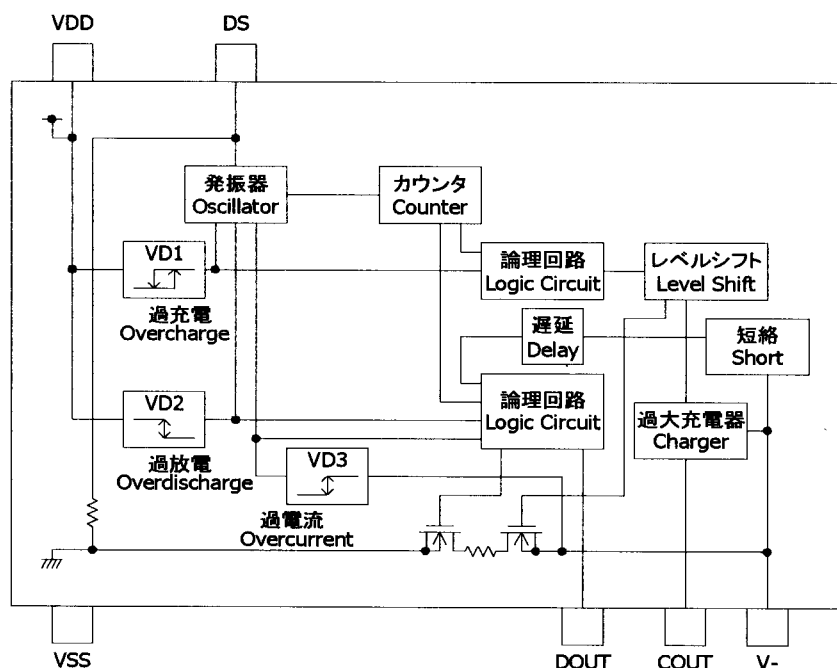 VDD
DS
発振器
Oscillator
カウンタ
Counter
VD1
過充電
Overcharge
論理回路
Logic Circuit
レベルシフト
Level Shift
遅延
Delay
短絡
Short
VD2
過放電
Overdischarge
論理回路
Logic Circuit
過大充電器
Charger
VD3
過電流
Overcurrent
VSS
DOUT
COUT
V-